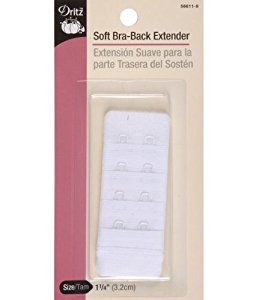 Dritz
56611-9
Soft Bra-Back Extender
Extensión Suave para la
parte Trasera del Sostén
Size/Tam 1¼" (3.2cm)